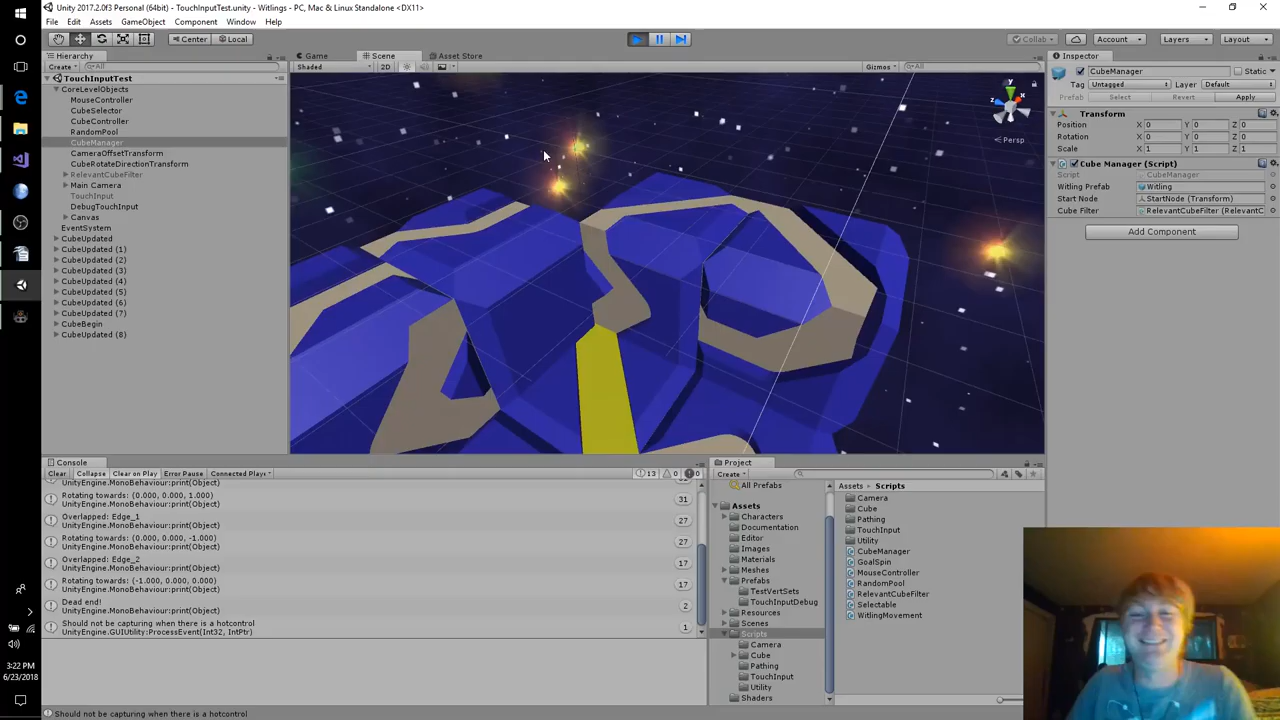 Unity 2017.2.0f3 Personal (64bit) - TouchInputTest.unity - Witlings - PC, Mac & Linux Standalone <DX11>
File Edit Assets GameObject Component Window Help
Center Local Collab Account Layers Layout
Hierarchy
Create All
TouchInputTest
CoreLevelObjects
MouseController
CubeSelector
CubeController
RandomPool
CubeManager
CameraOffsetTransform
CubeRotateDirectionTransform
RelevantCubeFilter
Main Camera
TouchInput
DebugTouchInput
Canvas
EventSystem
CubeUpdated
CubeUpdated (1)
CubeUpdated (2)
CubeUpdated (3)
CubeUpdated (4)
CubeUpdated (5)
CubeUpdated (6)
CubeUpdated (7)
CubeBegin
CubeUpdated (8)
Game Scene Asset Store
Shaded 2D Gizmos All
y
x
z
Persp
Inspector
CubeManager Static
Tag Untagged Layer Default
Prefab Select Revert Apply
Transform
Position X 0 Y 0 Z 0
Rotation X 0 Y 0 Z 0
Scale X 1 Y 1 Z 1
Cube Manager (Script)
Script CubeManager
Witling Prefab Witling
Start Node StartNode (Transform)
Cube Filter RelevantCubeFilter (RelevantC
Add Component
Console
Clear Collapse Clear on Play Error Pause Connected Player 13 0 0
UnityEngine.MonoBehaviour:print(Object)
Rotating towards: (0.000, 0.000, 1.000)
UnityEngine.MonoBehaviour:print(Object) 31
Overlapped: Edge_1
UnityEngine.MonoBehaviour:print(Object) 27
Rotating towards: (0.000, 0.000, -1.000)
UnityEngine.MonoBehaviour:print(Object) 27
Overlapped: Edge_2
UnityEngine.MonoBehaviour:print(Object) 17
Rotating towards: (-1.000, 0.000, 0.000)
UnityEngine.MonoBehaviour:print(Object) 17
Dead end!
UnityEngine.MonoBehaviour:print(Object) 2
Should not be capturing when there is a hotcontrol
UnityEngine.GUIUtility:ProcessEvent(Int32, IntPtr) 1
Should not be capturing when there is a hotcontrol
Project
Create
All Prefabs
Assets
Characters
Documentation
Editor
Images
Materials
Meshes
Prefabs
TestVertSets
TouchInputDebug
Resources
Scenes
Scripts
Camera
Cube
Pathing
TouchInput
Utility
Shaders
Assets Scripts
Camera
Cube
Pathing
TouchInput
Utility
CubeManager
GoalSpin
MouseController
RandomPool
RelevantCubeFilter
Selectable
WitlingMovement
3:22 PM
6/23/2018